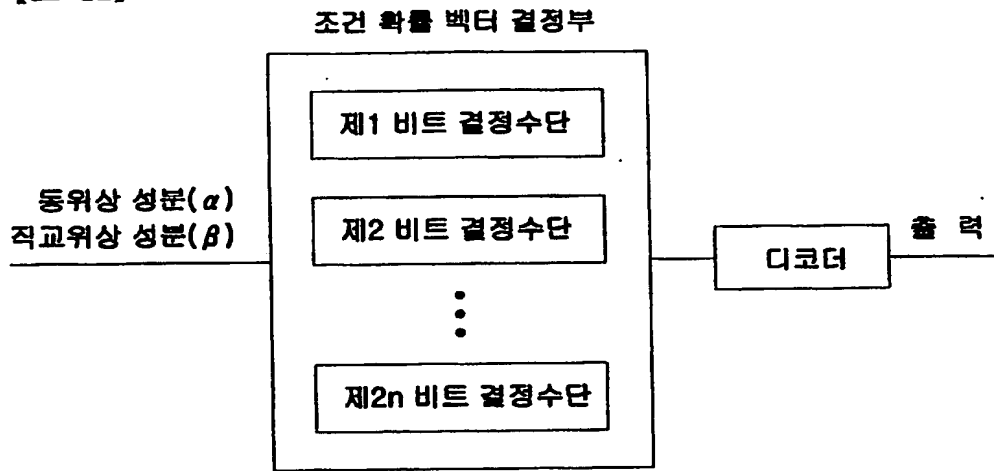 조건 확률 벡터 결정부
제1 비트 결정수단
동위상 성분(α)
직교위상 성분(β)
제2 비트 결정수단
디코더
출 력
제2n 비트 결정수단